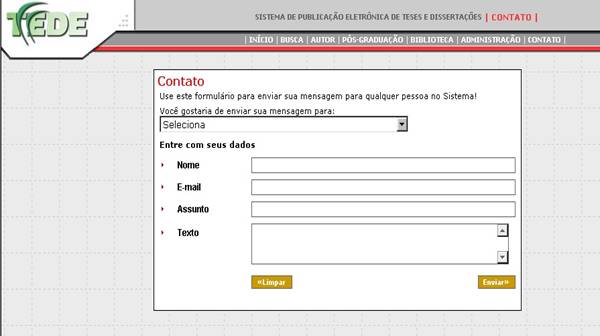 TEDE
SISTEMA DE PUBLICAÇÃO ELETRÔNICA DE TESES E DISSERTAÇÕES | CONTATO |
| INÍCIO | BUSCA | AUTOR | PÓS-GRADUAÇÃO | BIBLIOTECA | ADMINISTRAÇÃO | CONTATO |
Contato
Use este formulário para enviar sua mensagem para qualquer pessoa no Sistema!
Você gostaria de enviar sua mensagem para:
Seleciona
Entre com seus dados
Nome
E-mail
Assunto
Texto
«Limpar Enviar»